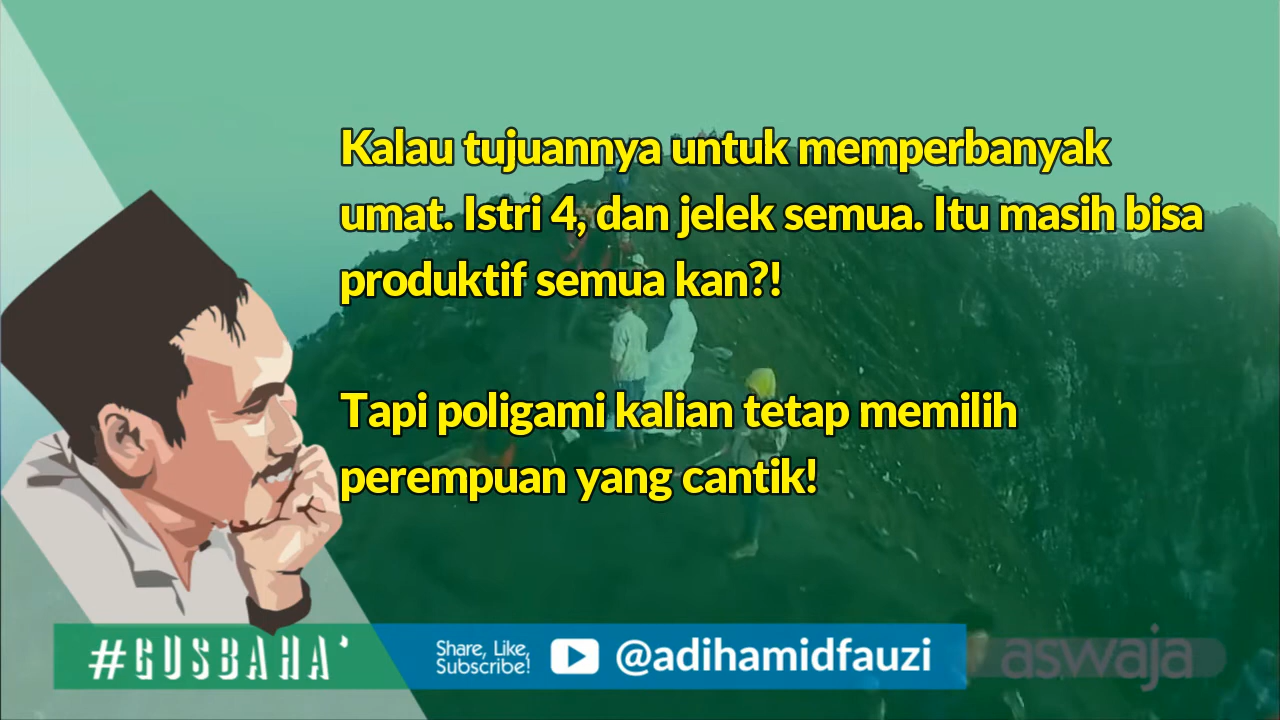 Kalau tujuannya untuk memperbanyak
umat. Istri 4, dan jelek semua. Itu masih bisa
produktif semua kan?!
Tapi poligami kalian tetap memilih
perempuan yang cantik!
#GUSBAHA'
Share, Like,
Subscribe!
@adihamidfauzi
aswaja